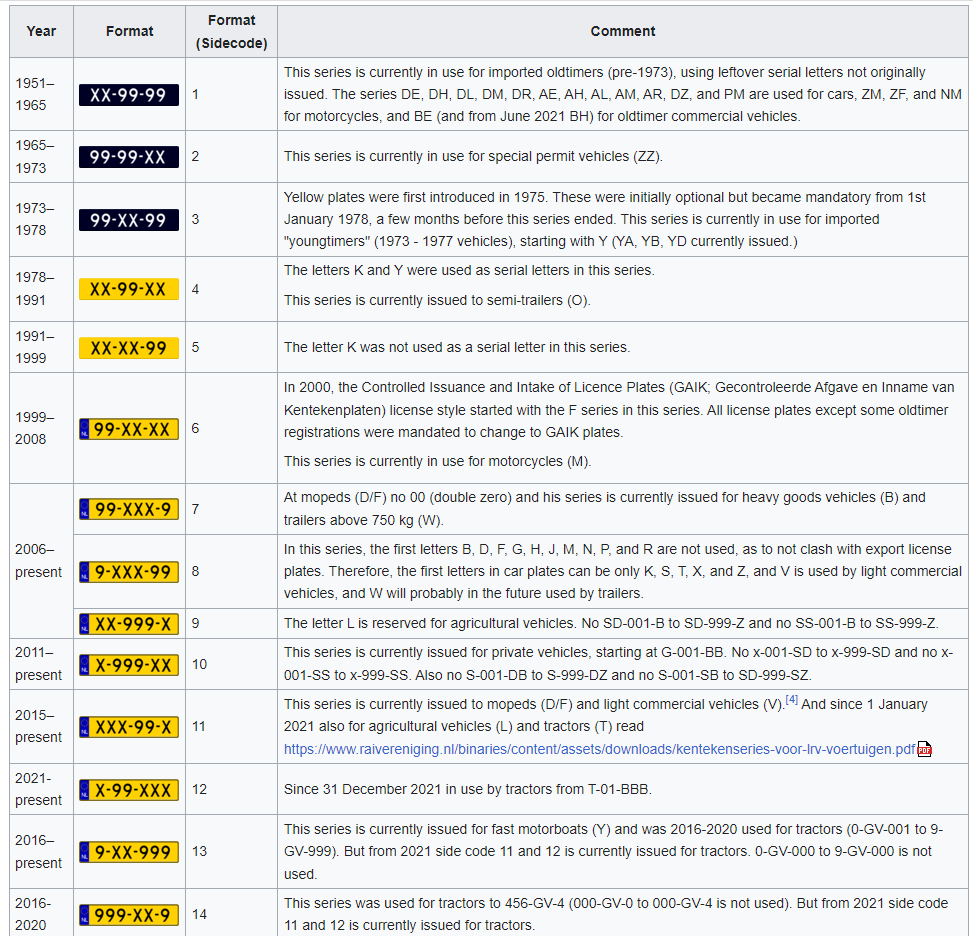 Year
Format
Format
(Sidecode)
Comment
1951–
1965
XX-99-99
1
This series is currently in use for imported oldtimers (pre-1973), using leftover serial letters not originally
issued. The series DE, DH, DL, DM, DR, AE, AH, AL, AM, AR, DZ, and PM are used for cars, ZM, ZF, and NM
for motorcycles, and BE (and from June 2021 BH) for oldtimer commercial vehicles.
1965–
1973
99-99-XX
2
This series is currently in use for special permit vehicles (ZZ).
1973–
1978
99-XX-99
3
Yellow plates were first introduced in 1975. These were initially optional but became mandatory from 1st
January 1978, a few months before this series ended. This series is currently in use for imported
"youngtimers" (1973 - 1977 vehicles), starting with Y (YA, YB, YD currently issued.)
1978–
1991
XX-99-XX
4
The letters K and Y were used as serial letters in this series.
This series is currently issued to semi-trailers (O).
1991–
1999
XX-XX-99
5
The letter K was not used as a serial letter in this series.
1999–
2008
NL 99-XX-XX
6
In 2000, the Controlled Issuance and Intake of Licence Plates (GAIK; Gecontroleerde Afgave en Inname van
Kentekenplaten) license style started with the F series in this series. All license plates except some oldtimer
registrations were mandated to change to GAIK plates.
This series is currently in use for motorcycles (M).
2006–
present
NL 99-XXX-9
7
At mopeds (D/F) no 00 (double zero) and his series is currently issued for heavy goods vehicles (B) and
trailers above 750 kg (W).
NL 9-XXX-99
8
In this series, the first letters B, D, F, G, H, J, M, N, P, and R are not used, as to not clash with export license
plates. Therefore, the first letters in car plates can be only K, S, T, X, and Z, and V is used by light commercial
vehicles, and W will probably in the future used by trailers.
NL XX-999-X
9
The letter L is reserved for agricultural vehicles. No SD-001-B to SD-999-Z and no SS-001-B to SS-999-Z.
2011–
present
NL X-999-XX
10
This series is currently issued for private vehicles, starting at G-001-BB. No x-001-SD to x-999-SD and no x-
001-SS to x-999-SS. Also no S-001-DB to S-999-DZ and no S-001-SB to SD-999-SZ.
2015–
present
NL XXX-99-X
11
This series is currently issued to mopeds (D/F) and light commercial vehicles (V).[4] And since 1 January
2021 also for agricultural vehicles (L) and tractors (T) read
https://www.raivereniging.nl/binaries/content/assets/downloads/kentekenseries-voor-lrv-voertuigen.pdf
2021-
present
NL X-99-XXX
12
Since 31 December 2021 in use by tractors from T-01-BBB.
2016–
present
NL 9-XX-999
13
This series is currently issued for fast motorboats (Y) and was 2016-2020 used for tractors (0-GV-001 to 9-
GV-999). But from 2021 side code 11 and 12 is currently issued for tractors. 0-GV-000 to 9-GV-000 is not
used.
2016-
2020
NL 999-XX-9
14
This series was used for tractors to 456-GV-4 (000-GV-0 to 000-GV-4 is not used). But from 2021 side code
11 and 12 is currently issued for tractors.